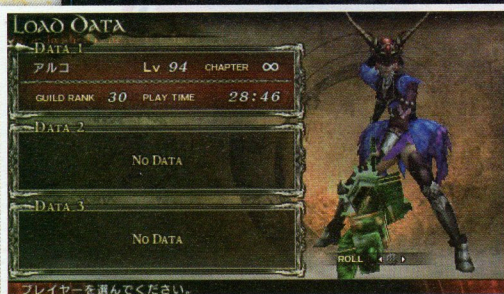 LOAD DATA
DATA 1
アルコ Lv 94 CHAPTER ∞
GUILD RANK 30 PLAY TIME 28:46
DATA 2
NO DATA
DATA 3
NO DATA
ROLL
プレイヤーを選んでください。